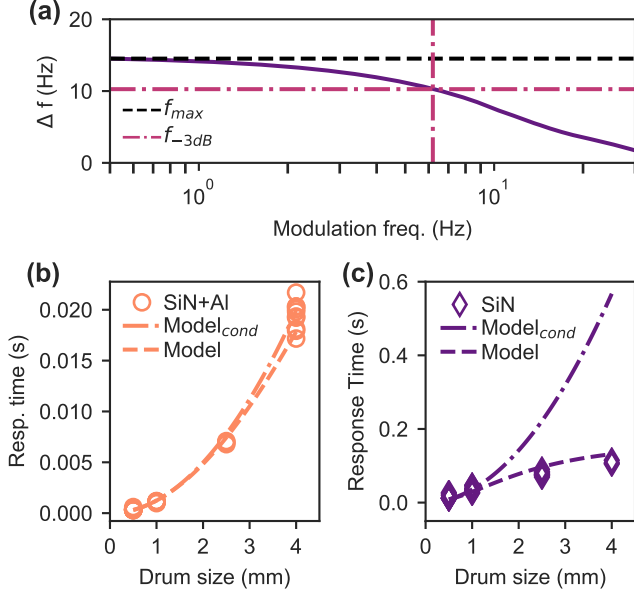 (a)
20
10
0
Δ f (Hz)
f_max
f_−3dB
10^0
10^1
Modulation freq. (Hz)
(b)
0.020
0.015
0.010
0.005
0.000
Resp. time (s)
SiN+Al
Model_cond
Model
0 1 2 3 4
Drum size (mm)
(c)
0.6
0.4
0.2
0.0
Response Time (s)
SiN
Model_cond
Model
0 1 2 3 4
Drum size (mm)